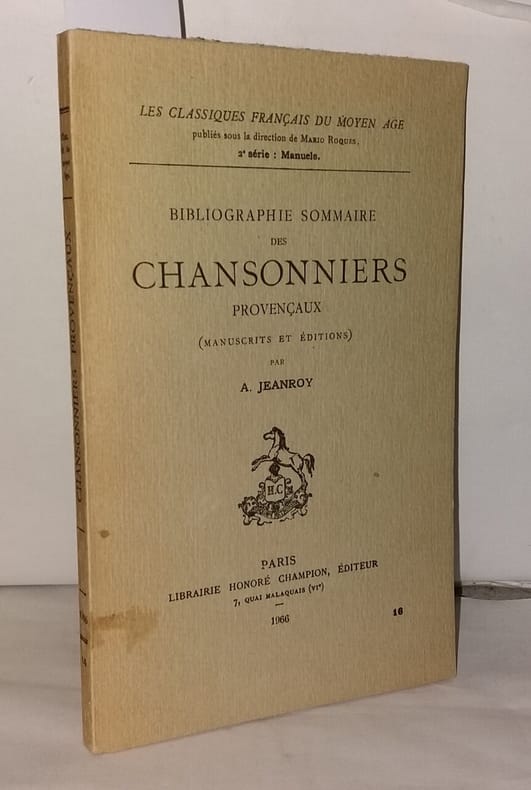 LES CLASSIQUES FRANÇAIS DU MOYEN AGE
publiés sous la direction de MARIO ROQUES.
2e série : Manuels.
BIBLIOGRAPHIE SOMMAIRE
DES
CHANSONNIERS
PROVENÇAUX
(MANUSCRITS ET ÉDITIONS)
PAR
A. JEANROY
H.C
PARIS
LIBRAIRIE HONORÉ CHAMPION, ÉDITEUR
7, QUAI MALAQUAIS (VIe)
1966
16
CHANSONNIERS PROVENÇAUX